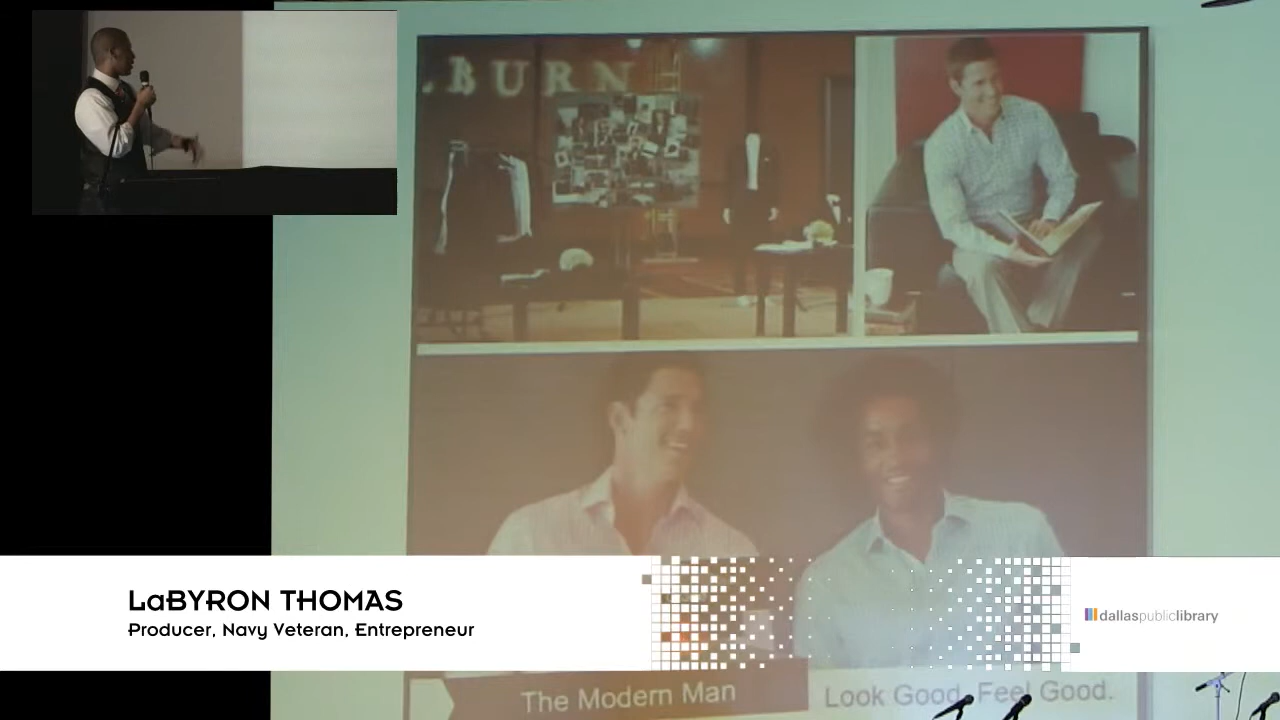 .BURN
LaBYRON THOMAS
Producer, Navy Veteran, Entrepreneur
dallaspubliclibrary
The Modern Man
Look Good. Feel Good.